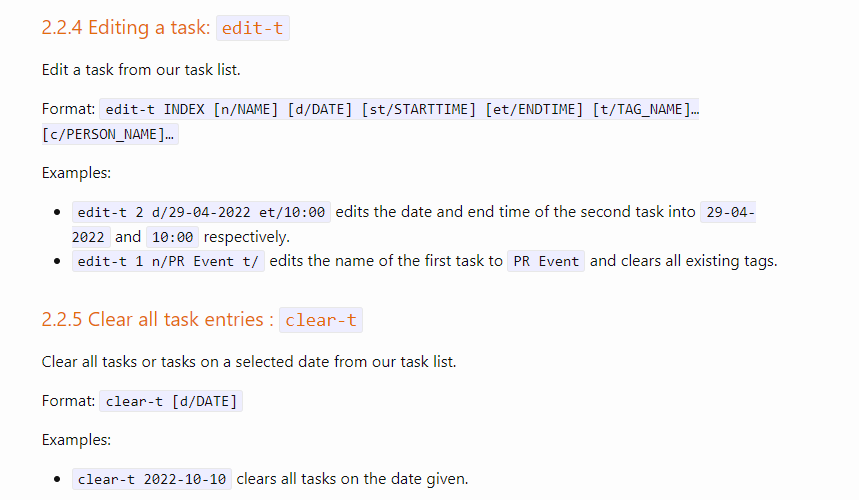 2.2.4 Editing a task: edit-t
Edit a task from our task list.
Format: edit-t INDEX [n/NAME] [d/DATE] [st/STARTTIME] [et/ENDTIME] [t/TAG_NAME]…
[c/PERSON_NAME]…
Examples:
• edit-t 2 d/29-04-2022 et/10:00 edits the date and end time of the second task into 29-04-
2022 and 10:00 respectively.
• edit-t 1 n/PR Event t/ edits the name of the first task to PR Event and clears all existing tags.
2.2.5 Clear all task entries : clear-t
Clear all tasks or tasks on a selected date from our task list.
Format: clear-t [d/DATE]
Examples:
• clear-t 2022-10-10 clears all tasks on the date given.